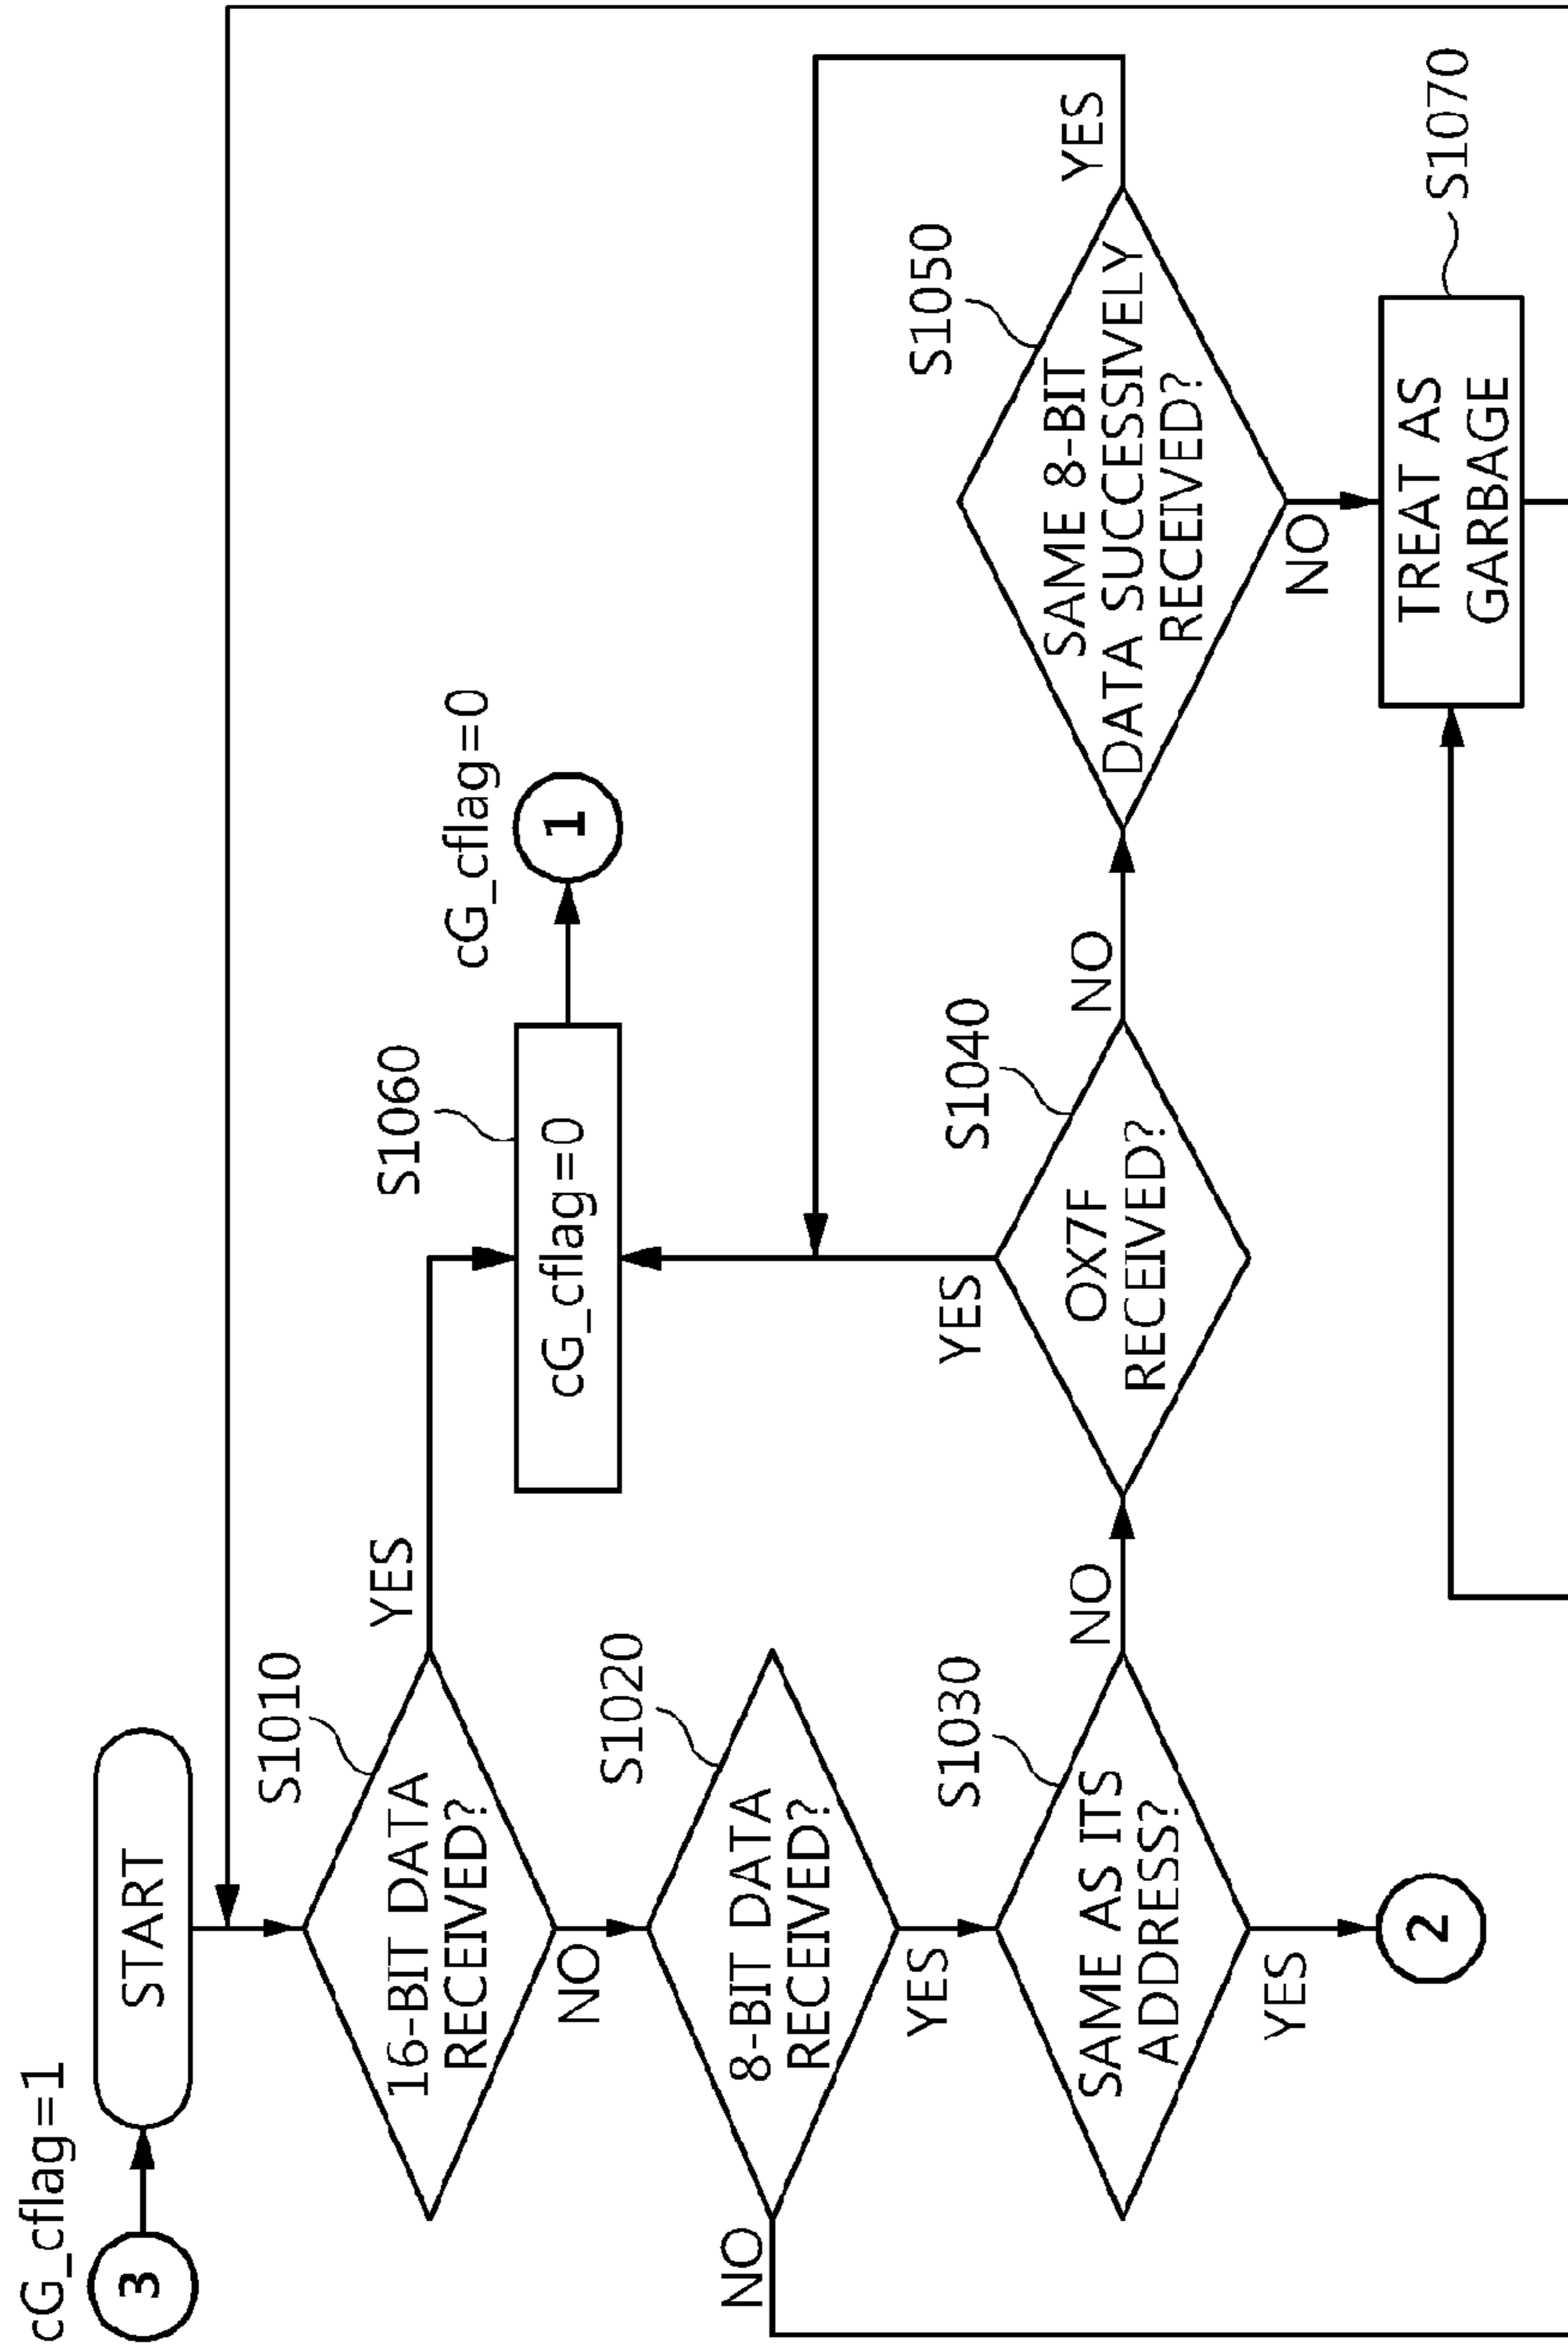 cG_cflag=1
3
START
S1010
16-BIT DATA
RECEIVED?
YES
NO
S1060
cG_cflag=0
cG_cflag=0
1
S1020
8-BIT DATA
RECEIVED?
NO
YES
S1030
SAME AS ITS
ADDRESS?
NO
YES
2
S1040
OX7F
RECEIVED?
YES
NO
S1050
SAME 8-BIT
DATA SUCCESSIVELY
RECEIVED?
YES
NO
S1070
TREAT AS
GARBAGE